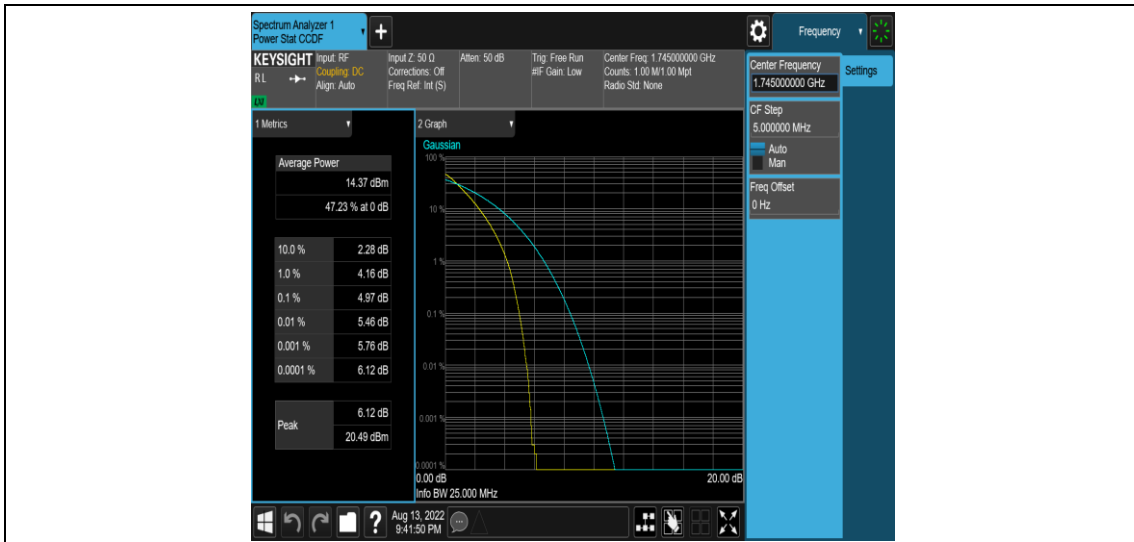 Spectrum Analyzer 1
Power Stat CCDF
+
Frequency
KEYSIGHT
RL
LXI
Input: RF
Coupling: DC
Align: Auto
Input Z: 50 Ω
Corrections: Off
Freq Ref: Int (S)
Atten: 50 dB
Trig: Free Run
#IF Gain: Low
Center Freq: 1.745000000 GHz
Counts: 1.00 M/1.00 Mpt
Radio Std: None
Center Frequency
1.745000000 GHz
Settings
CF Step
5.000000 MHz
Auto
Man
Freq Offset
0 Hz
1 Metrics
Average Power
14.37 dBm
47.23 % at 0 dB
10.0 % 2.28 dB
1.0 % 4.16 dB
0.1 % 4.97 dB
0.01 % 5.46 dB
0.001 % 5.76 dB
0.0001 % 6.12 dB
Peak
6.12 dB
20.49 dBm
2 Graph
Gaussian
100 %
10 %
1 %
0.1 %
0.01 %
0.001 %
0.0001 %
0.00 dB 20.00 dB
Info BW 25.000 MHz
?
Aug 13, 2022
9:41:50 PM